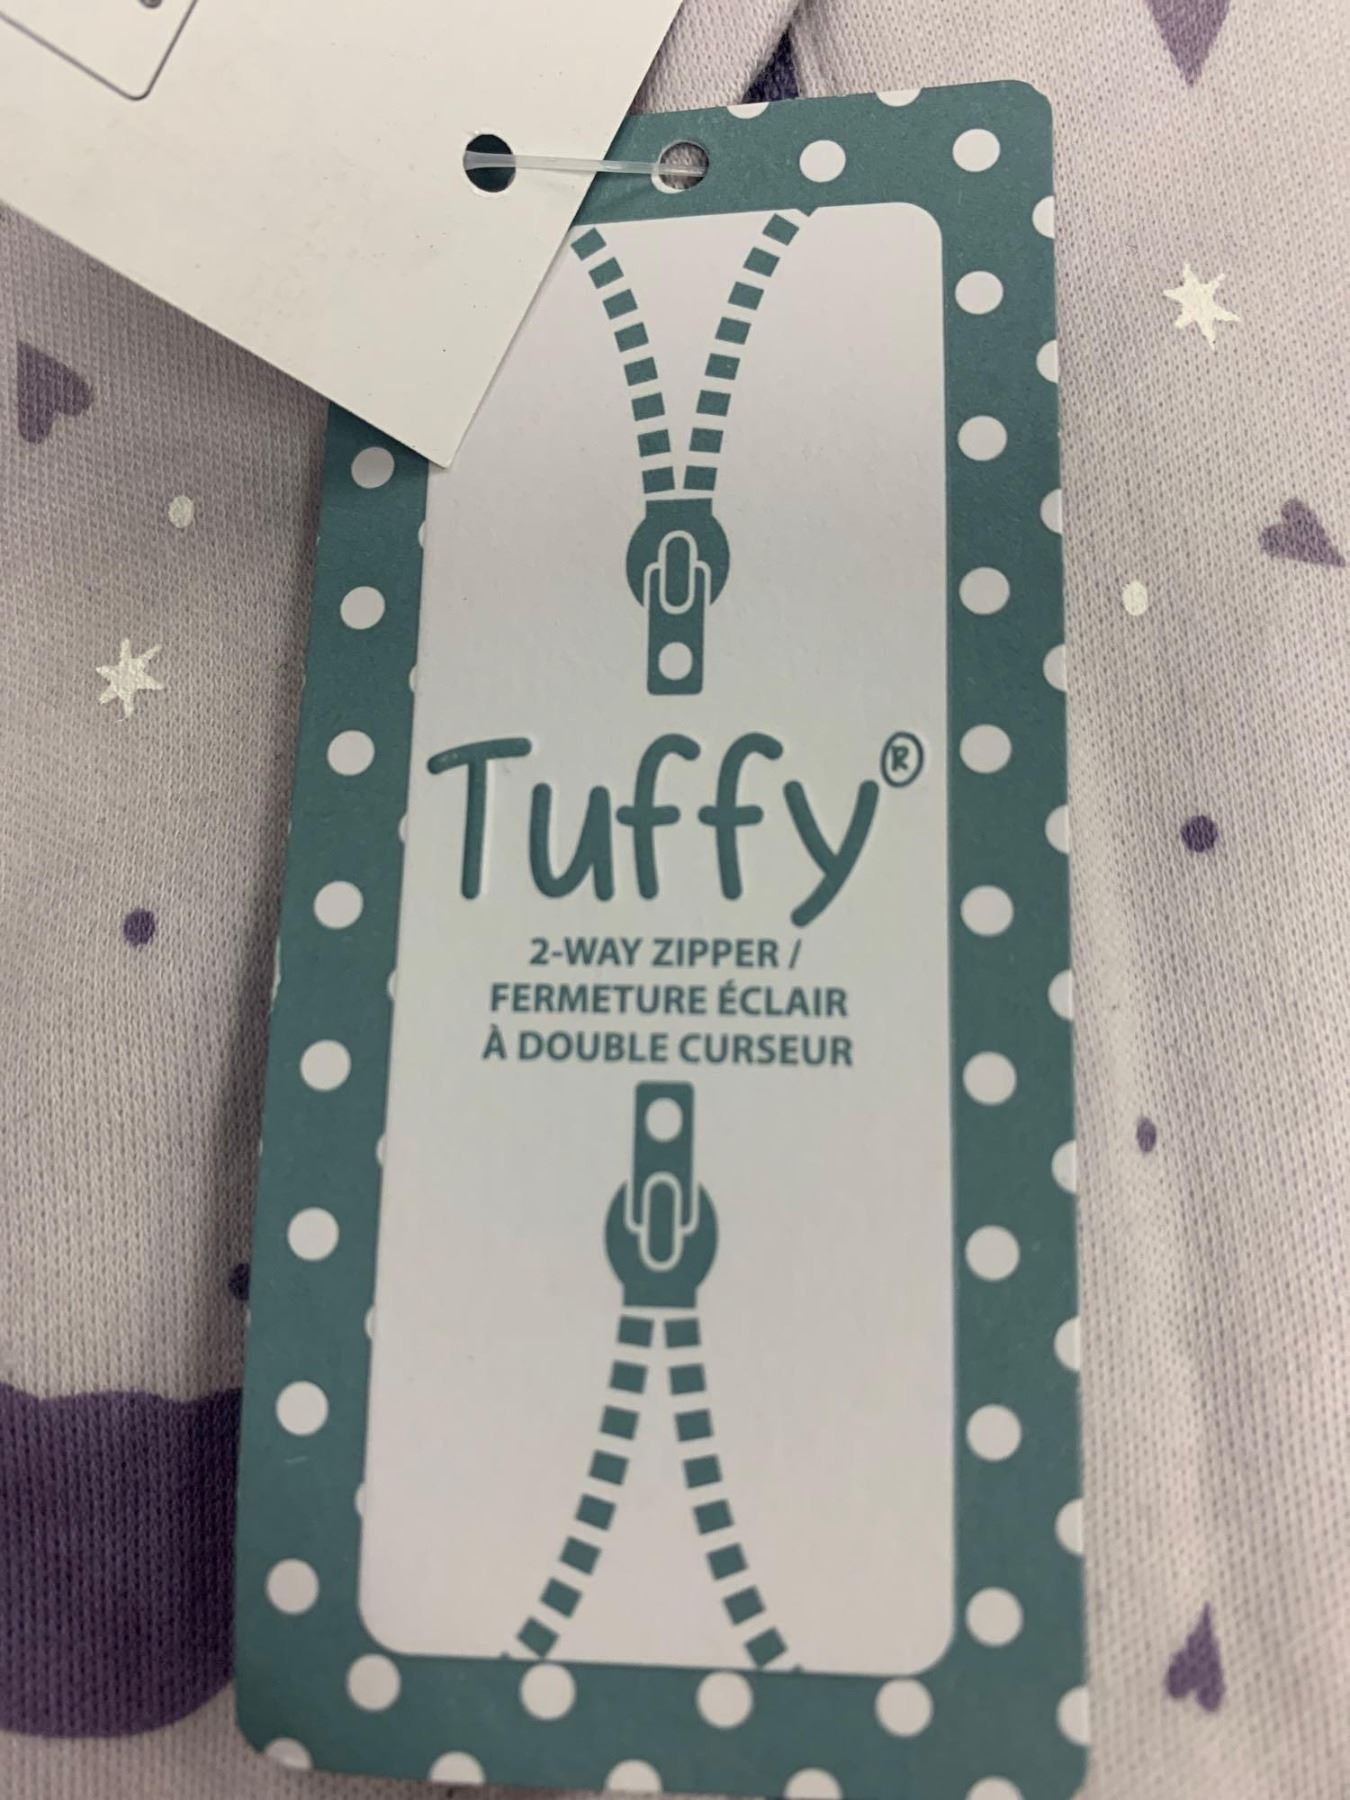 Tuffy®
2-WAY ZIPPER /
FERMETURE ÉCLAIR
À DOUBLE CURSEUR